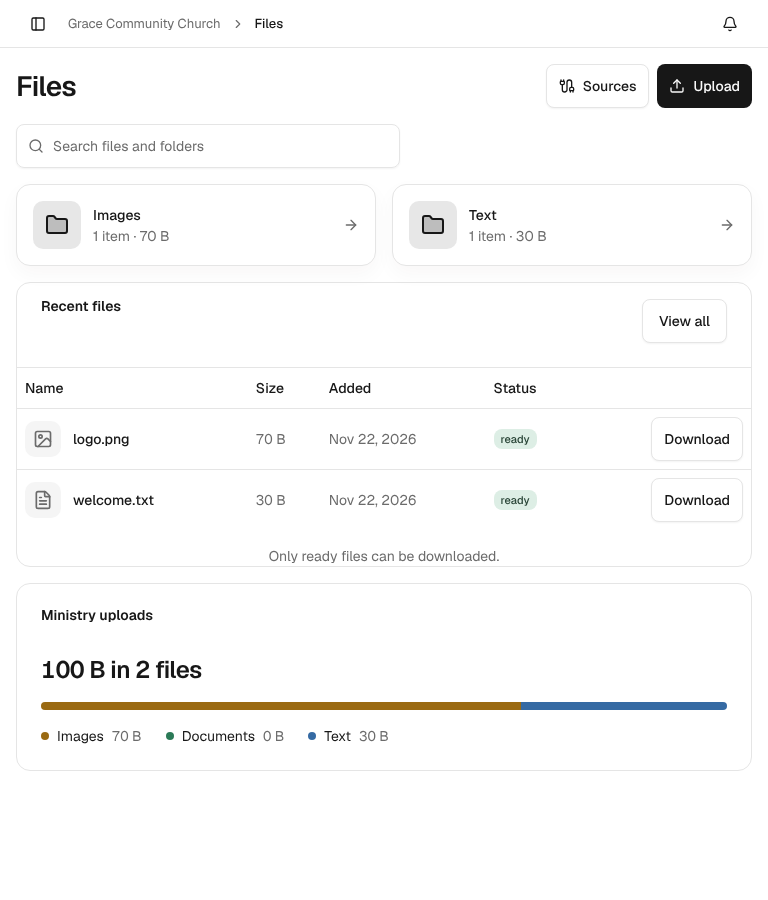 Grace Community Church > Files
Files
Sources
Upload
Search files and folders
Images
1 item · 70 B
Text
1 item · 30 B
Recent files
View all
Name Size Added Status
logo.png 70 B Nov 22, 2026 ready Download
welcome.txt 30 B Nov 22, 2026 ready Download
Only ready files can be downloaded.
Ministry uploads
100 B in 2 files
Images 70 B Documents 0 B Text 30 B